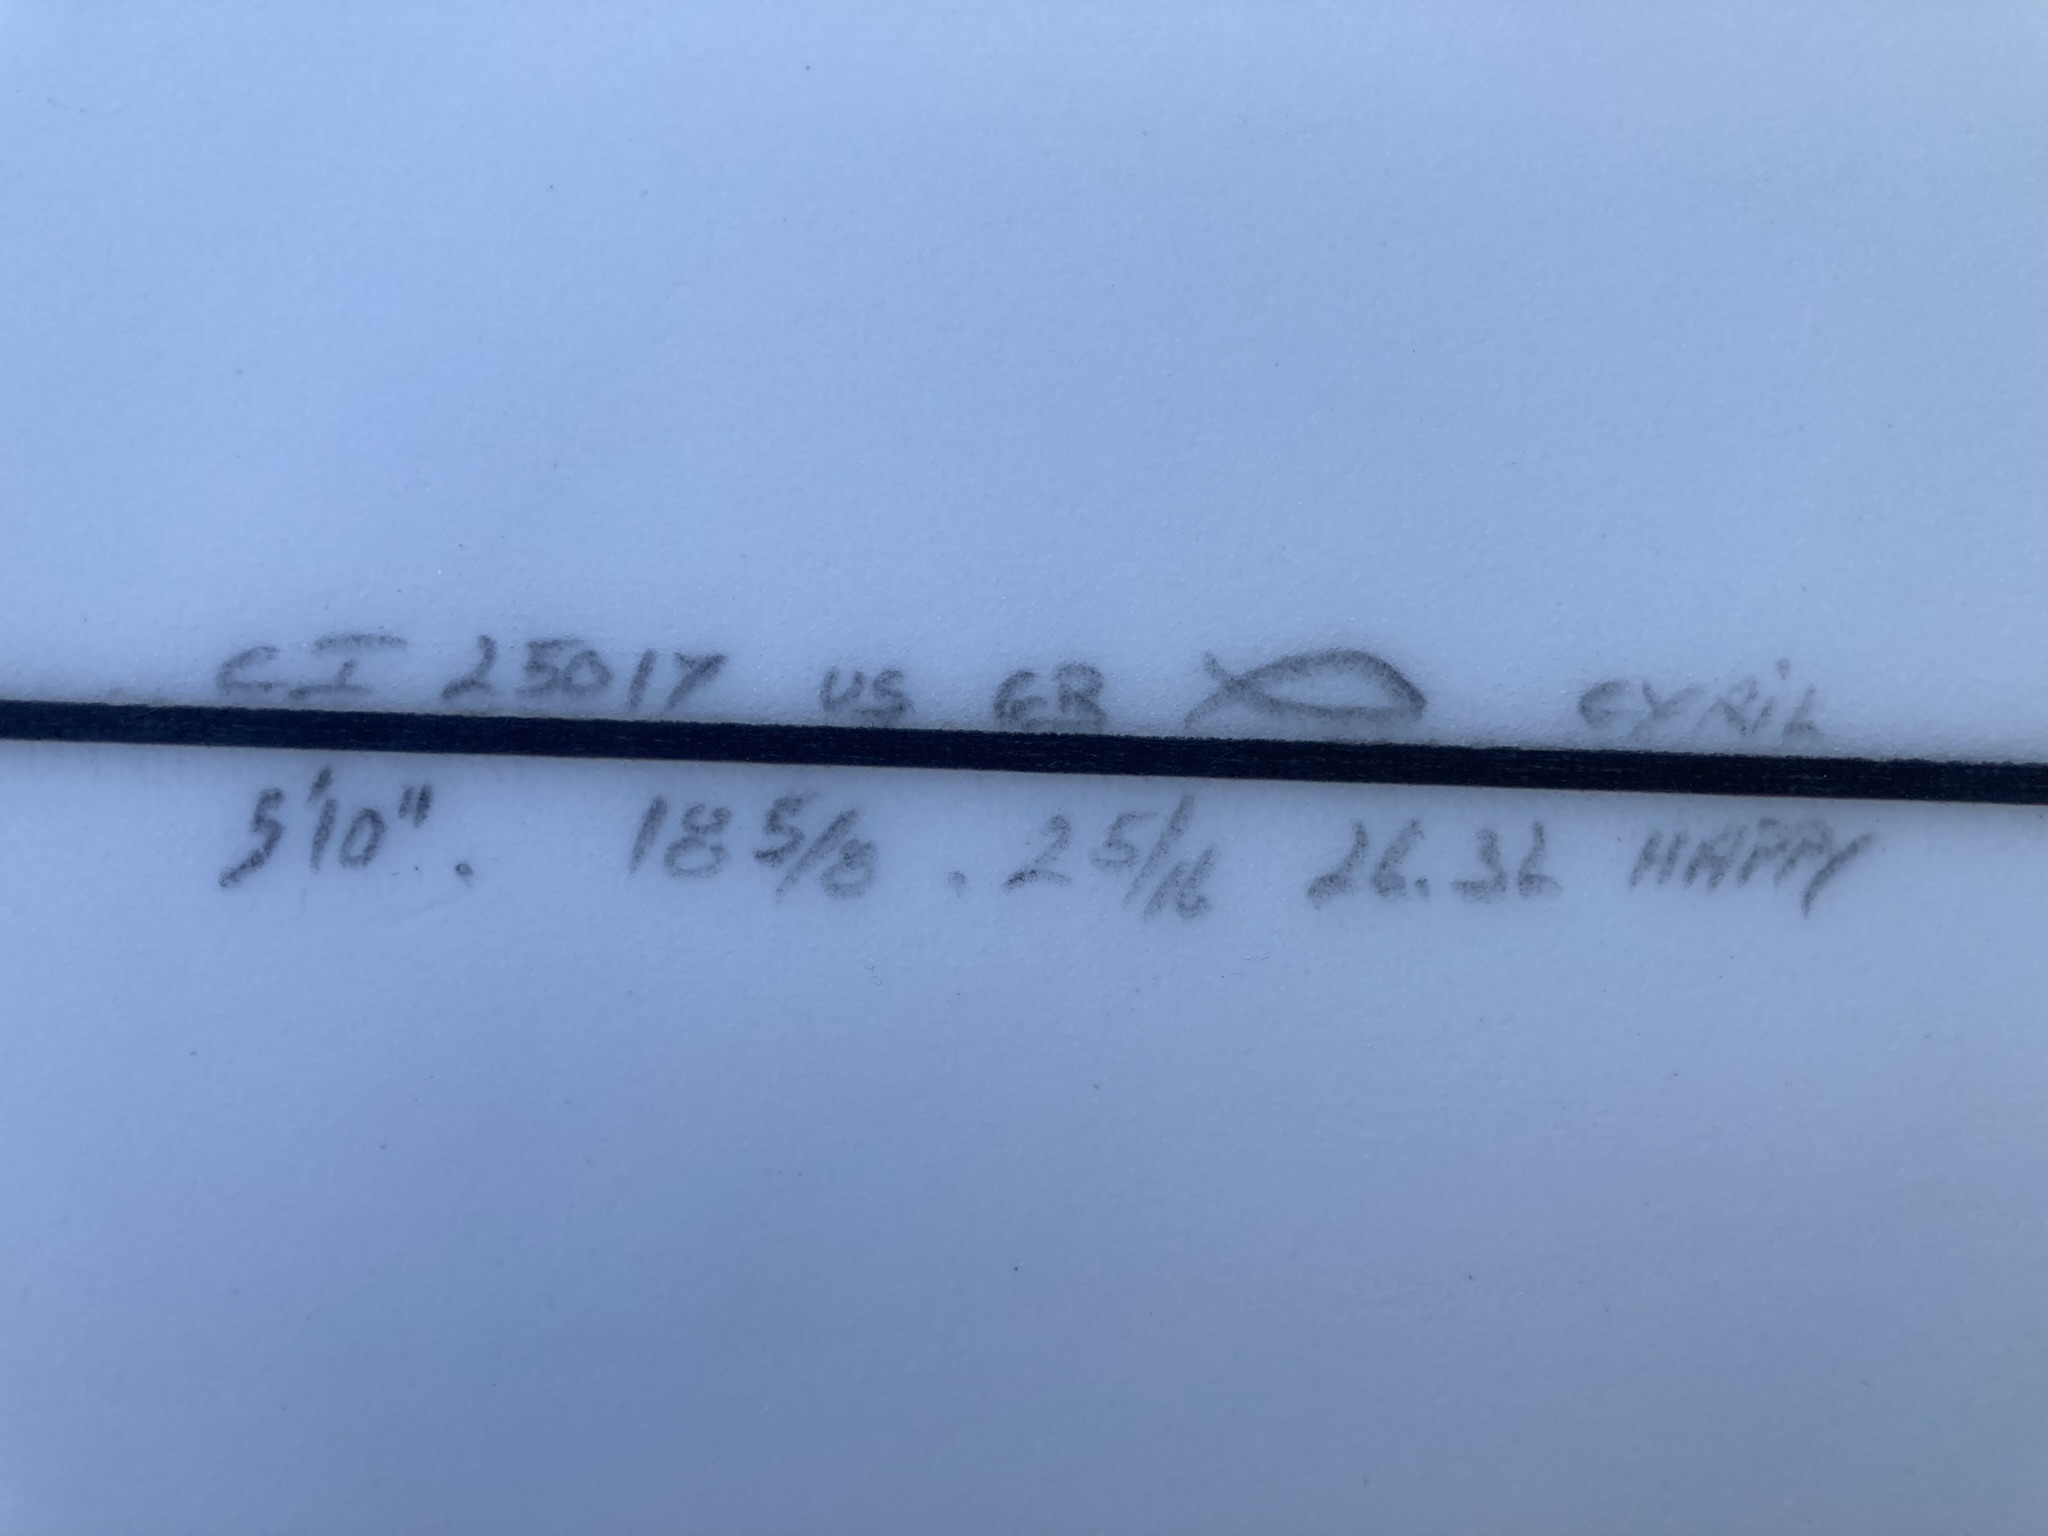 CI 25017 US GR CYRiL
5'10". 18 5/8 . 2 5/16 26.36 HAPPY